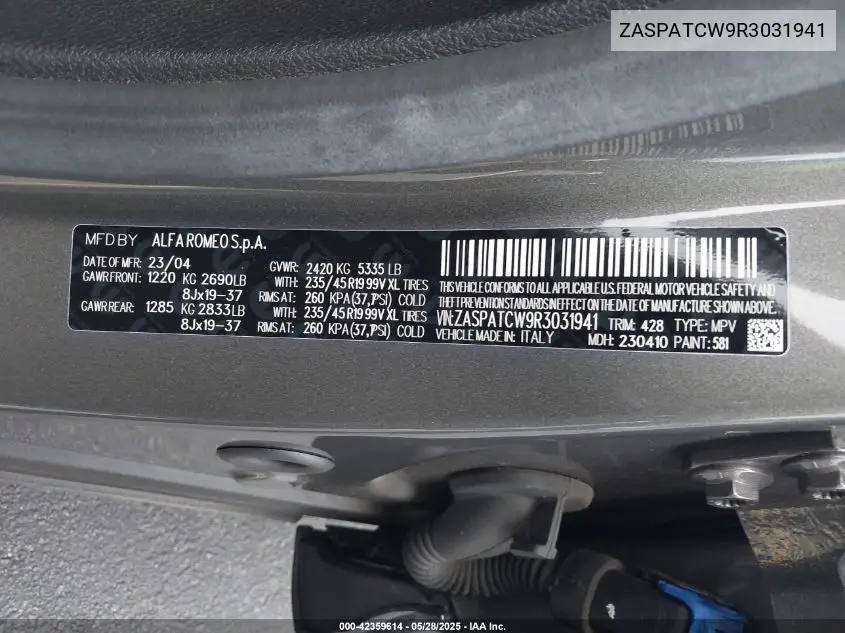 ZASPATCW9R3031941
MFD BY ALFA ROMEO S.p.A.
DATE OF MFR: 23/04 GVWR: 2420 KG 5335 LB
GAWR FRONT: 1220 KG 2690LB WITH: 235/45R19 99V XL TIRES
8Jx19-37 RIMS AT: 260 KPA (37,7PSI) COLD
GAWR REAR: 1285 KG 2833LB WITH: 235/45R19 99V XL TIRES
8Jx19-37 RIMS AT: 260 KPA (37,7PSI) COLD
THIS VEHICLE CONFORMS TO ALL APPLICABLE U.S. FEDERAL MOTOR VEHICLE SAFETY AND
THEFT PREVENTION STANDARDS IN EFFECT ON THE DATE OF MANUFACTURE SHOWN ABOVE.
VIN: ZASPATCW9R3031941 TRIM: 428 TYPE: MPV
VEHICLE MADE IN: ITALY MDH: 230410 PAINT: 581
000-42359614 - 05/28/2025 - IAA Inc.